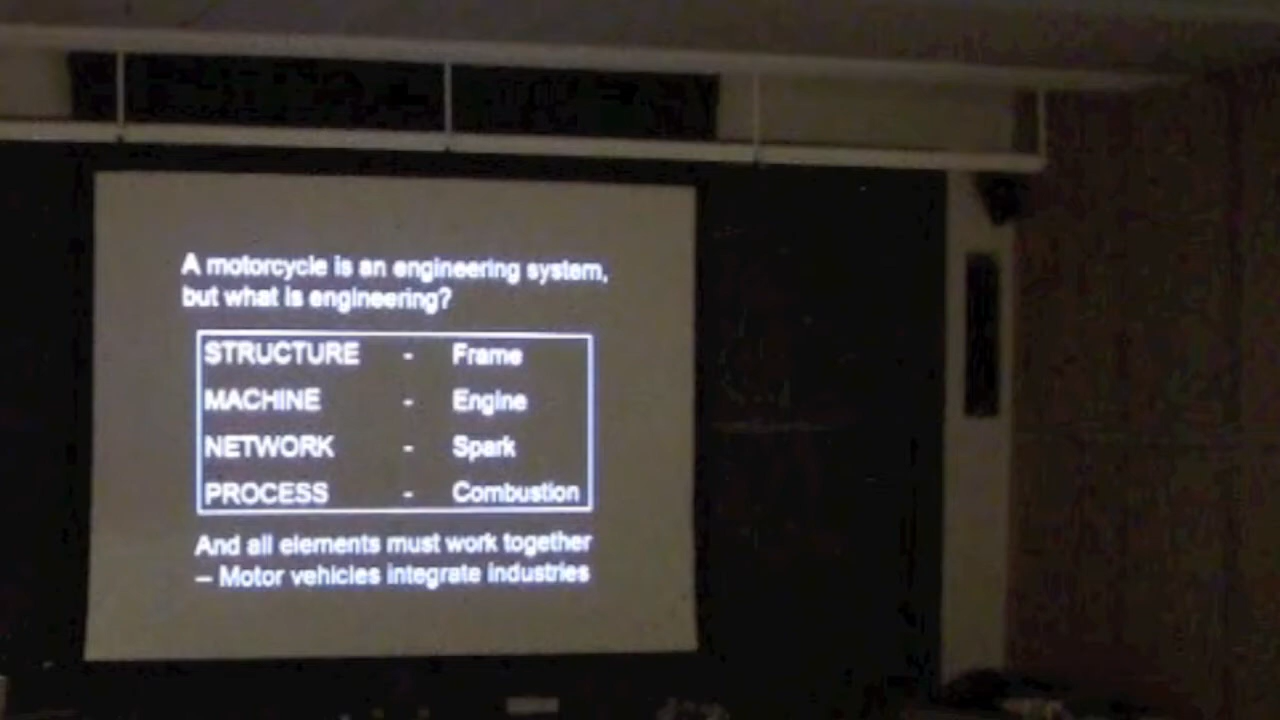 A motorcycle is an engineering system,
but what is engineering?
STRUCTURE - Frame
MACHINE - Engine
NETWORK - Spark
PROCESS - Combustion
And all elements must work together
– Motor vehicles integrate industries